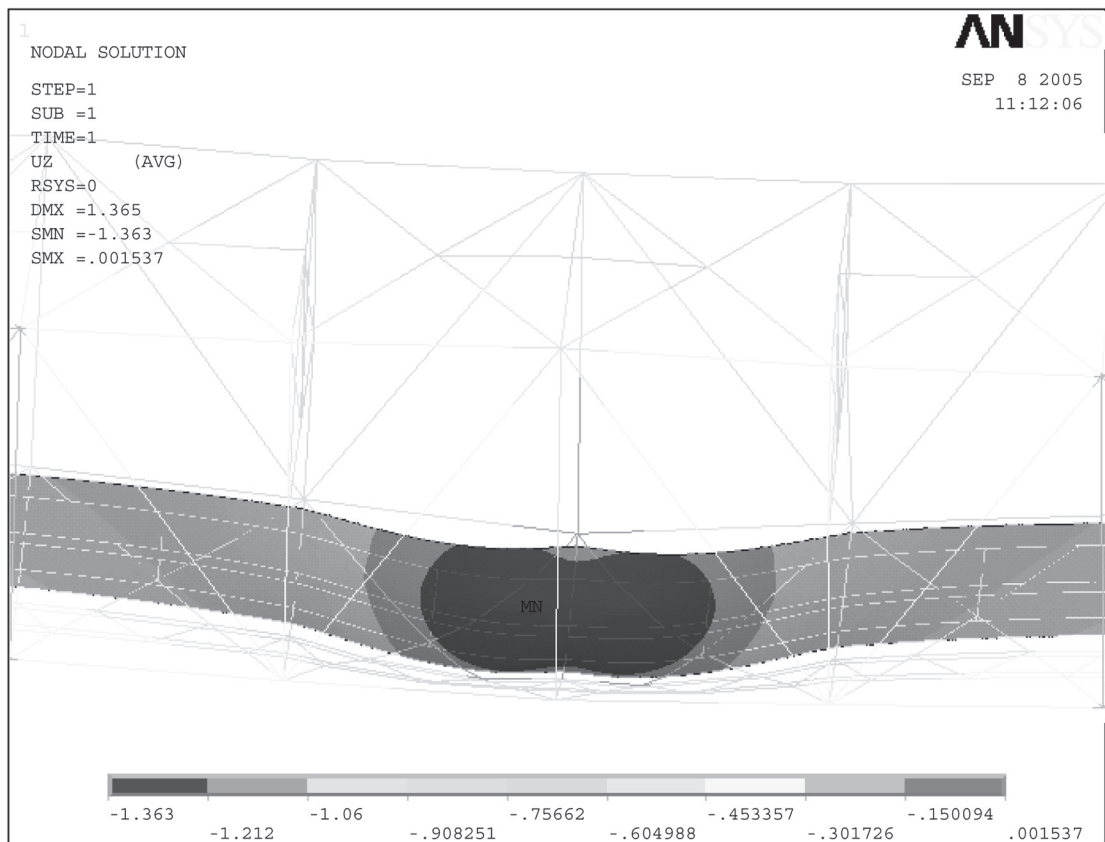 1
NODAL SOLUTION
STEP=1
SUB =1
TIME=1
UZ (AVG)
RSYS=0
DMX =1.365
SMN =-1.363
SMX =.001537
ANSYS
SEP 8 2005
11:12:06
MN
-1.363 -1.06 -.75662 -.453357 -.150094
-1.212 -.908251 -.604988 -.301726 .001537